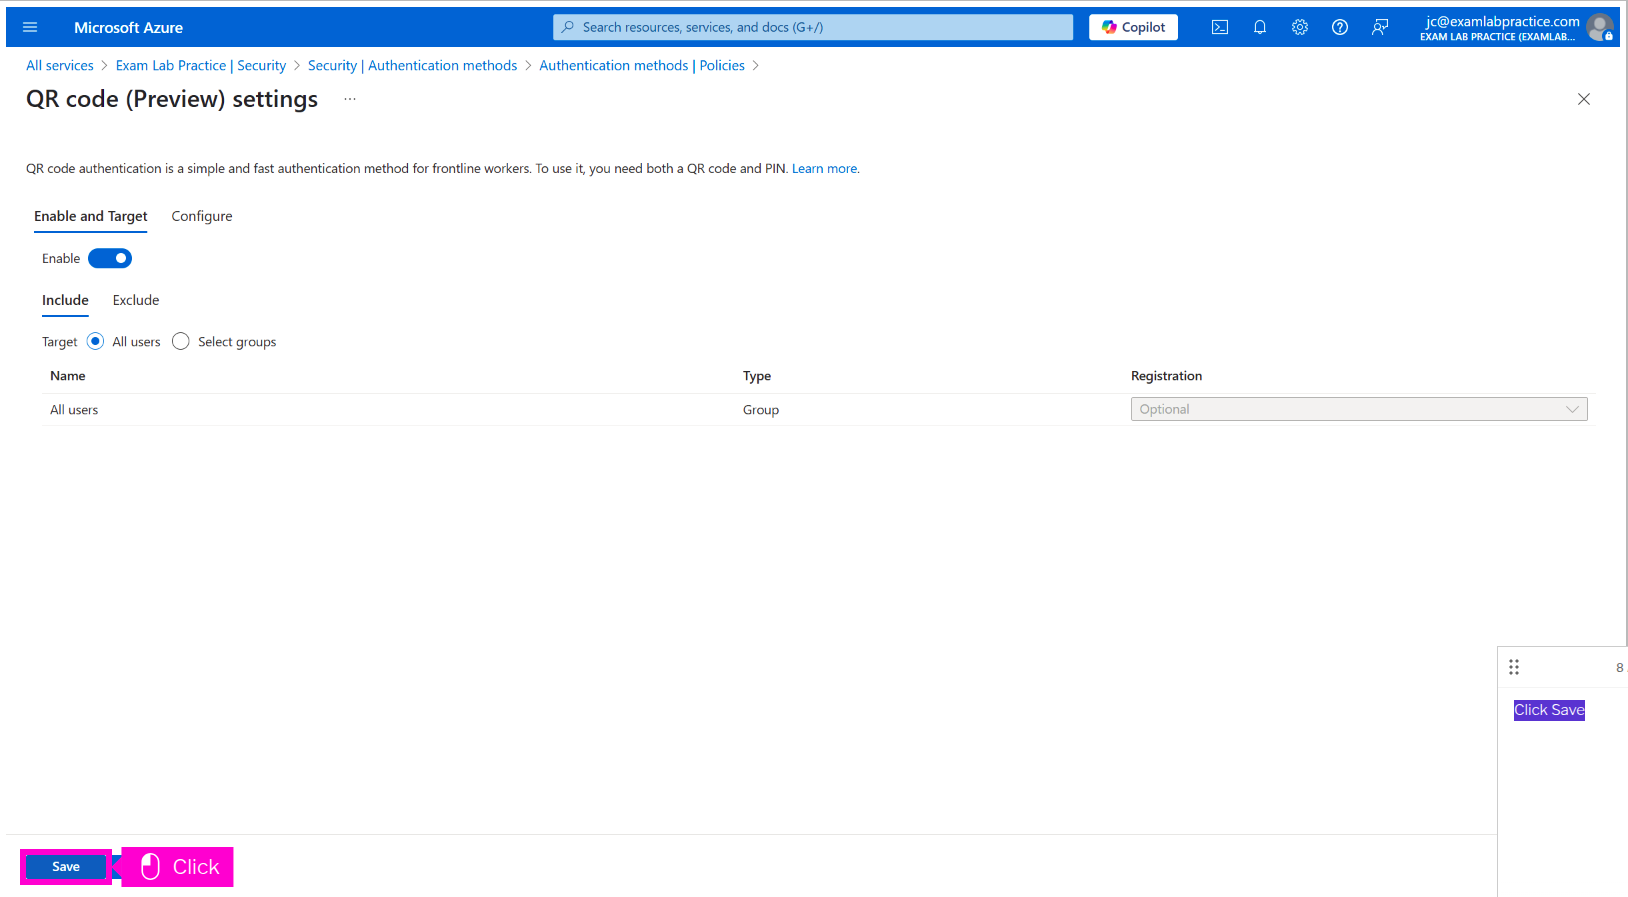 Microsoft Azure
Search resources, services, and docs (G+/)
Copilot
jc@examlabpractice.com
EXAM LAB PRACTICE (EXAMLAB...
All services > Exam Lab Practice | Security > Security | Authentication methods > Authentication methods | Policies >
QR code (Preview) settings ...
QR code authentication is a simple and fast authentication method for frontline workers. To use it, you need both a QR code and PIN. Learn more.
Enable and Target Configure
Enable
Include Exclude
Target All users Select groups
Name Type Registration
All users Group Optional
8
Click Save
Save
Click